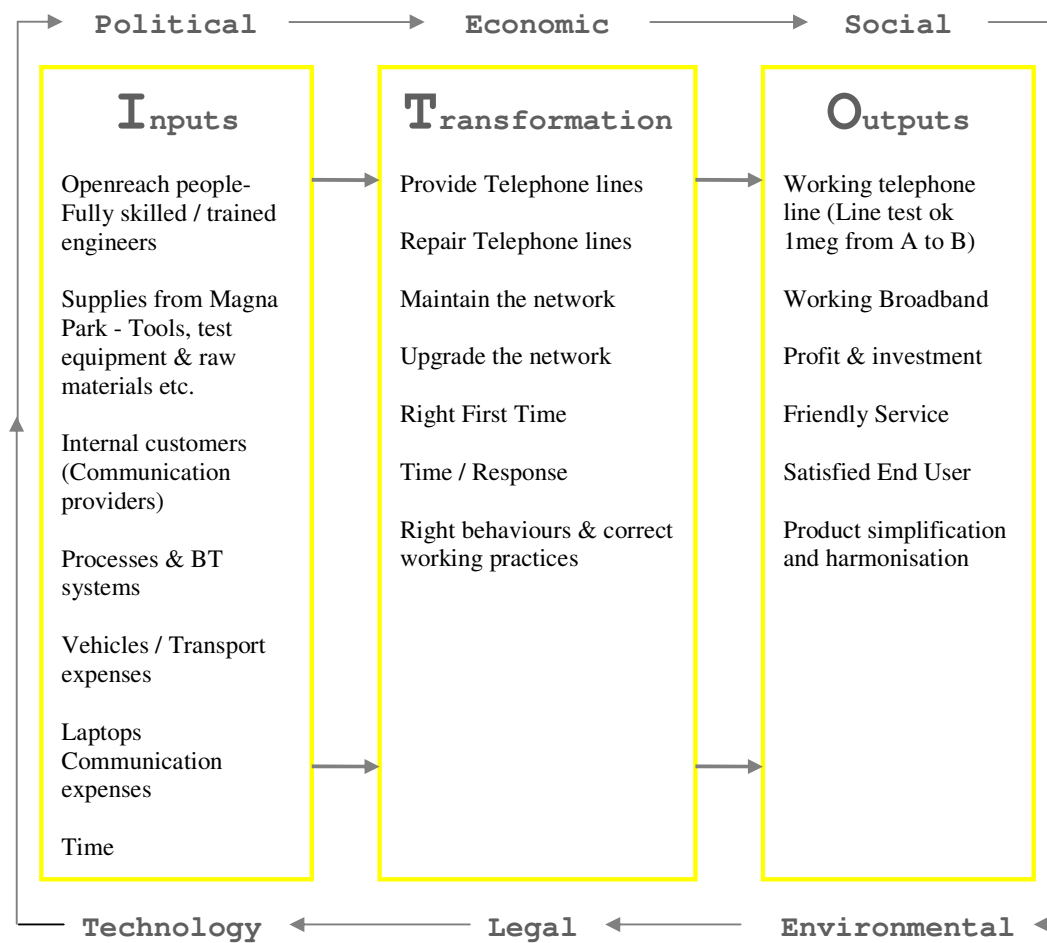 Political
Economic
Social
Inputs
Openreach people-
Fully skilled / trained
engineers
Supplies from Magna
Park - Tools, test
equipment & raw
materials etc.
Internal customers
(Communication
providers)
Processes & BT
systems
Vehicles / Transport
expenses
Laptops
Communication
expenses
Time
Transformation
Provide Telephone lines
Repair Telephone lines
Maintain the network
Upgrade the network
Right First Time
Time / Response
Right behaviours & correct
working practices
Outputs
Working telephone
line (Line test ok
1meg from A to B)
Working Broadband
Profit & investment
Friendly Service
Satisfied End User
Product simplification
and harmonisation
Technology
Legal
Environmental